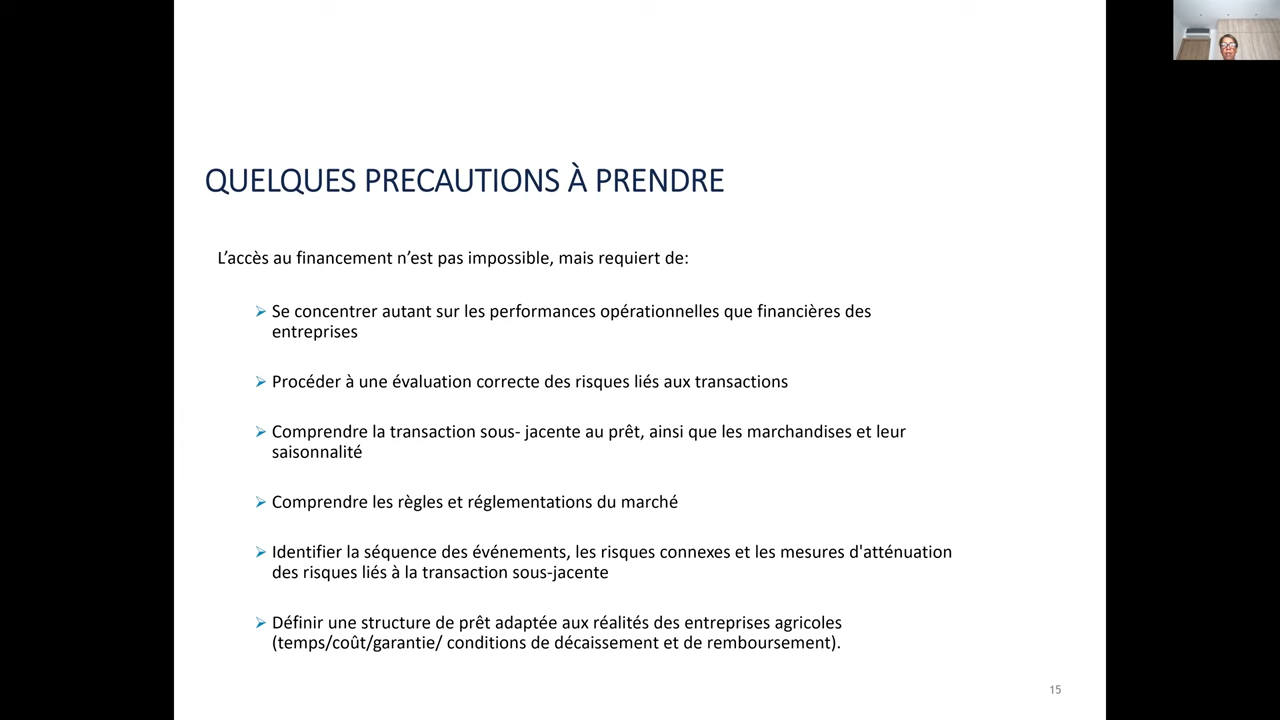 QUELQUES PRECAUTIONS À PRENDRE
L’accès au financement n’est pas impossible, mais requiert de:
Se concentrer autant sur les performances opérationnelles que financières des
entreprises
Procéder à une évaluation correcte des risques liés aux transactions
Comprendre la transaction sous- jacente au prêt, ainsi que les marchandises et leur
saisonnalité
Comprendre les règles et réglementations du marché
Identifier la séquence des événements, les risques connexes et les mesures d'atténuation
des risques liés à la transaction sous-jacente
Définir une structure de prêt adaptée aux réalités des entreprises agricoles
(temps/coût/garantie/ conditions de décaissement et de remboursement).
15